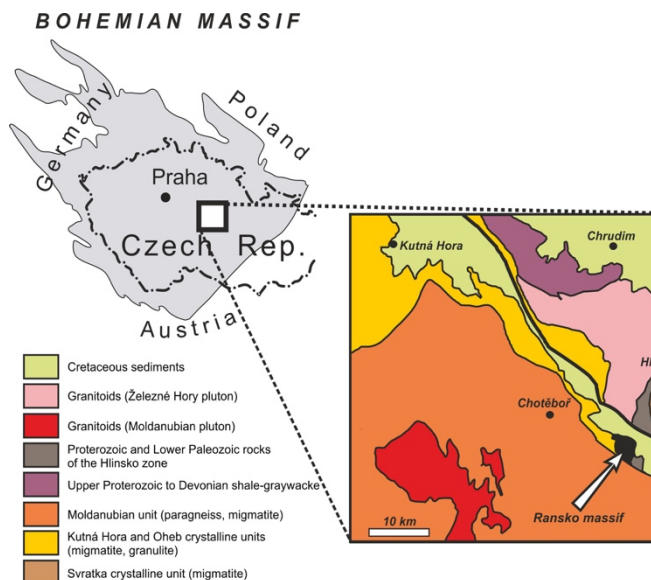 BOHEMIAN MASSIF
Germany
Poland
Praha
Czech Rep.
Austria
Kutná Hora
Chrudim
Hl
Chotěboř
Ransko massif
10 km
Cretaceous sediments
Granitoids (Železné Hory pluton)
Granitoids (Moldanubian pluton)
Proterozoic and Lower Paleozoic rocks
of the Hlinsko zone
Upper Proterozoic to Devonian shale-graywacke
Moldanubian unit (paragneiss, migmatite)
Kutná Hora and Oheb crystalline units
(migmatite, granulite)
Svratka crystalline unit (migmatite)